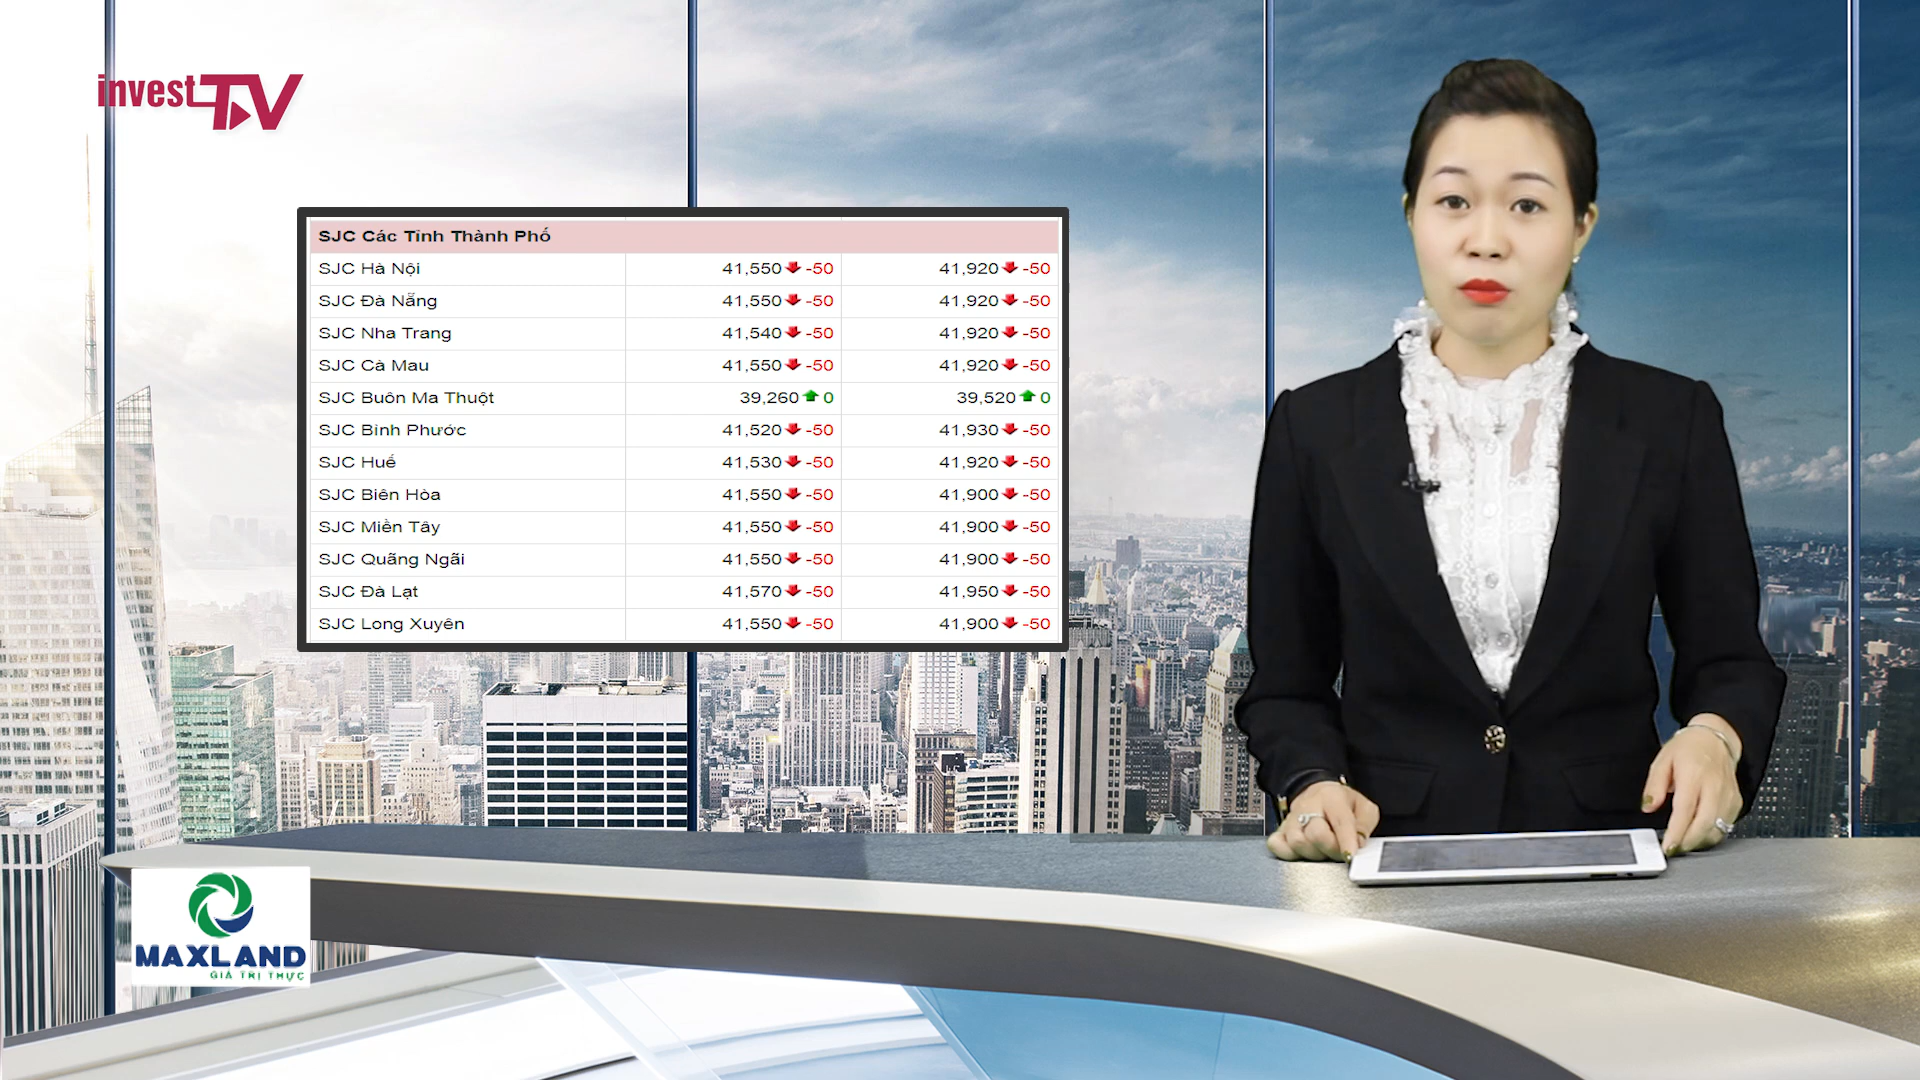 invest TV
SJC Các Tỉnh Thành Phố
SJC Hà Nội 41,550 -50 41,920 -50
SJC Đà Nẵng 41,550 -50 41,920 -50
SJC Nha Trang 41,540 -50 41,920 -50
SJC Cà Mau 41,550 -50 41,920 -50
SJC Buôn Ma Thuột 39,260 0 39,520 0
SJC Bình Phước 41,520 -50 41,930 -50
SJC Huế 41,530 -50 41,920 -50
SJC Biên Hòa 41,550 -50 41,900 -50
SJC Miền Tây 41,550 -50 41,900 -50
SJC Quãng Ngãi 41,550 -50 41,900 -50
SJC Đà Lạt 41,570 -50 41,950 -50
SJC Long Xuyên 41,550 -50 41,900 -50
MAXLAND
GIÁ TRỊ THỰC